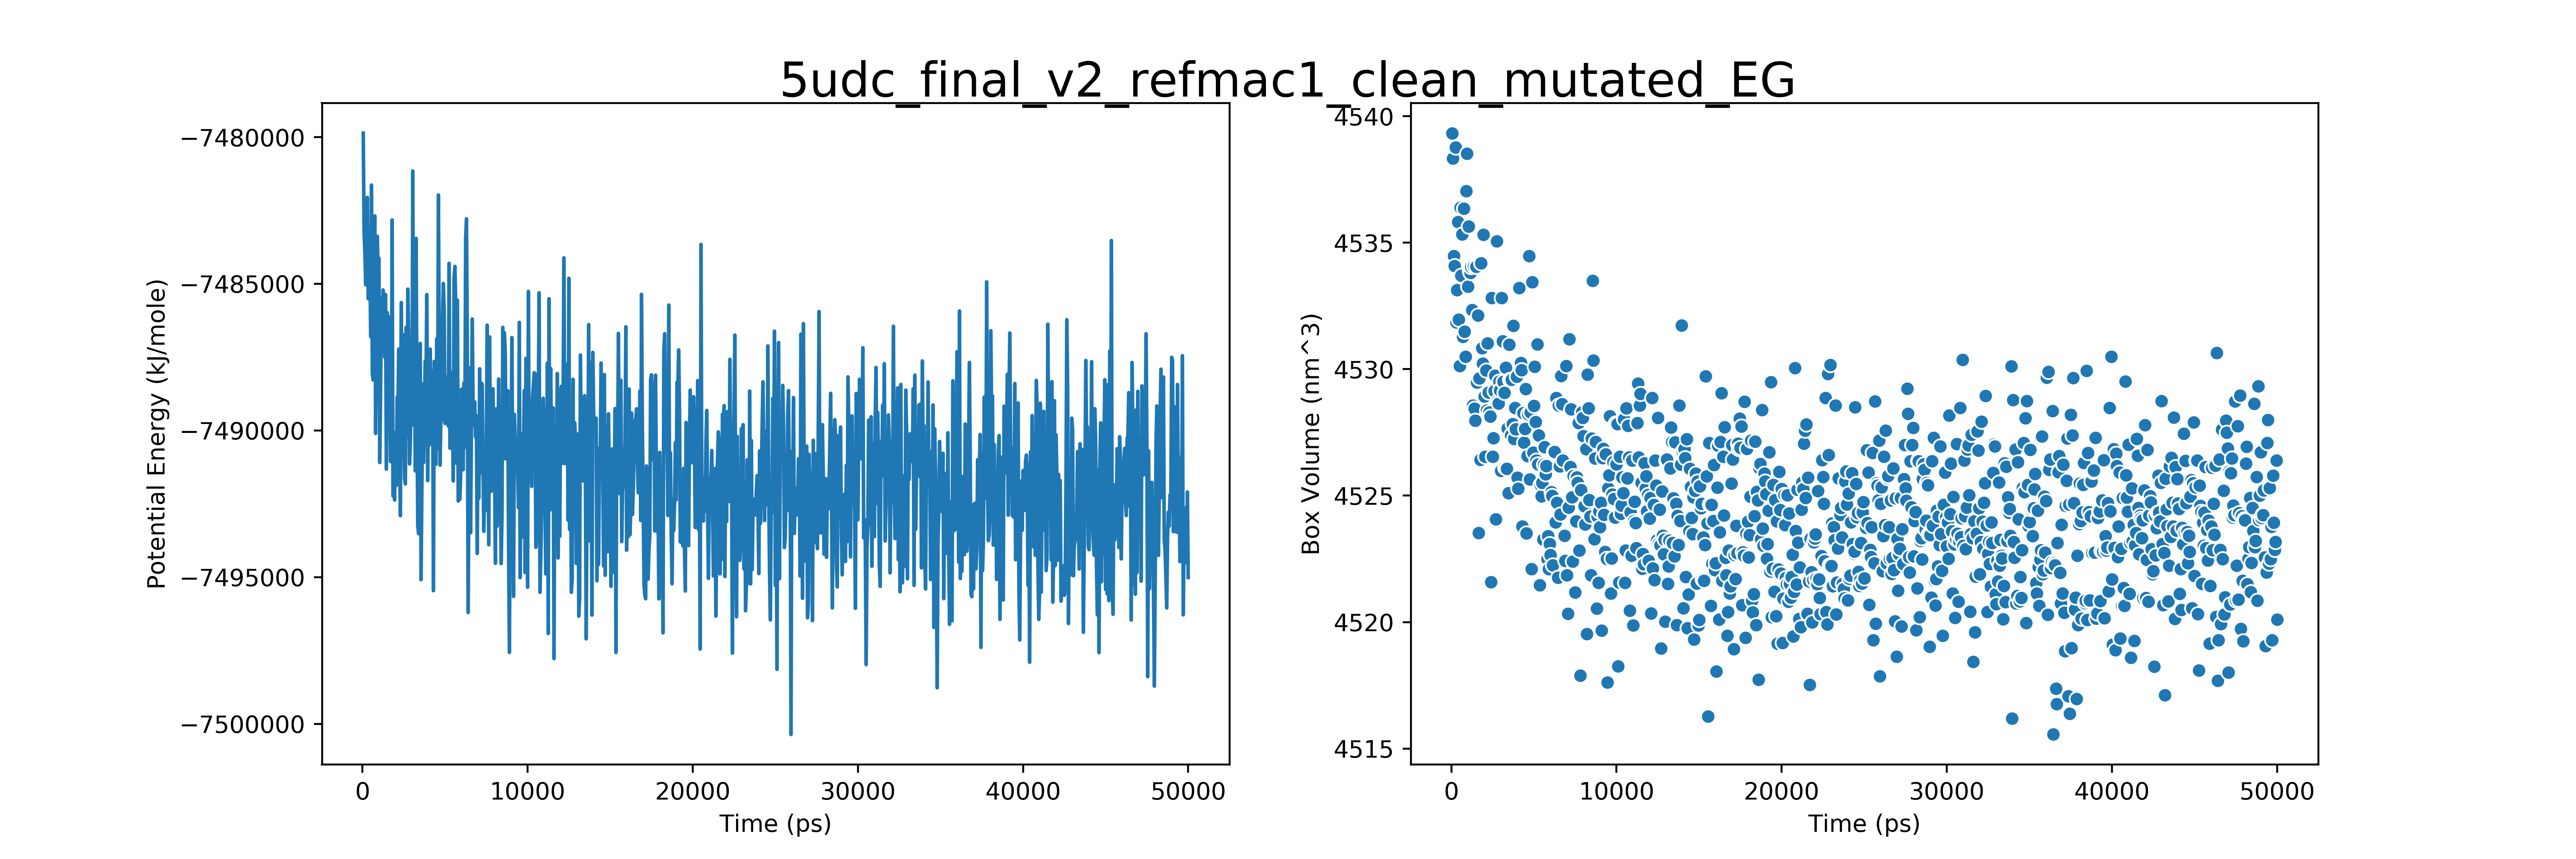 5udc_final_v2_refmac1_clean_mutated_EG
Potential Energy (kJ/mole)
−7480000
−7485000
−7490000
−7495000
−7500000
0 10000 20000 30000 40000 50000
Time (ps)
Box Volume (nm^3)
4540
4535
4530
4525
4520
4515
0 10000 20000 30000 40000 50000
Time (ps)